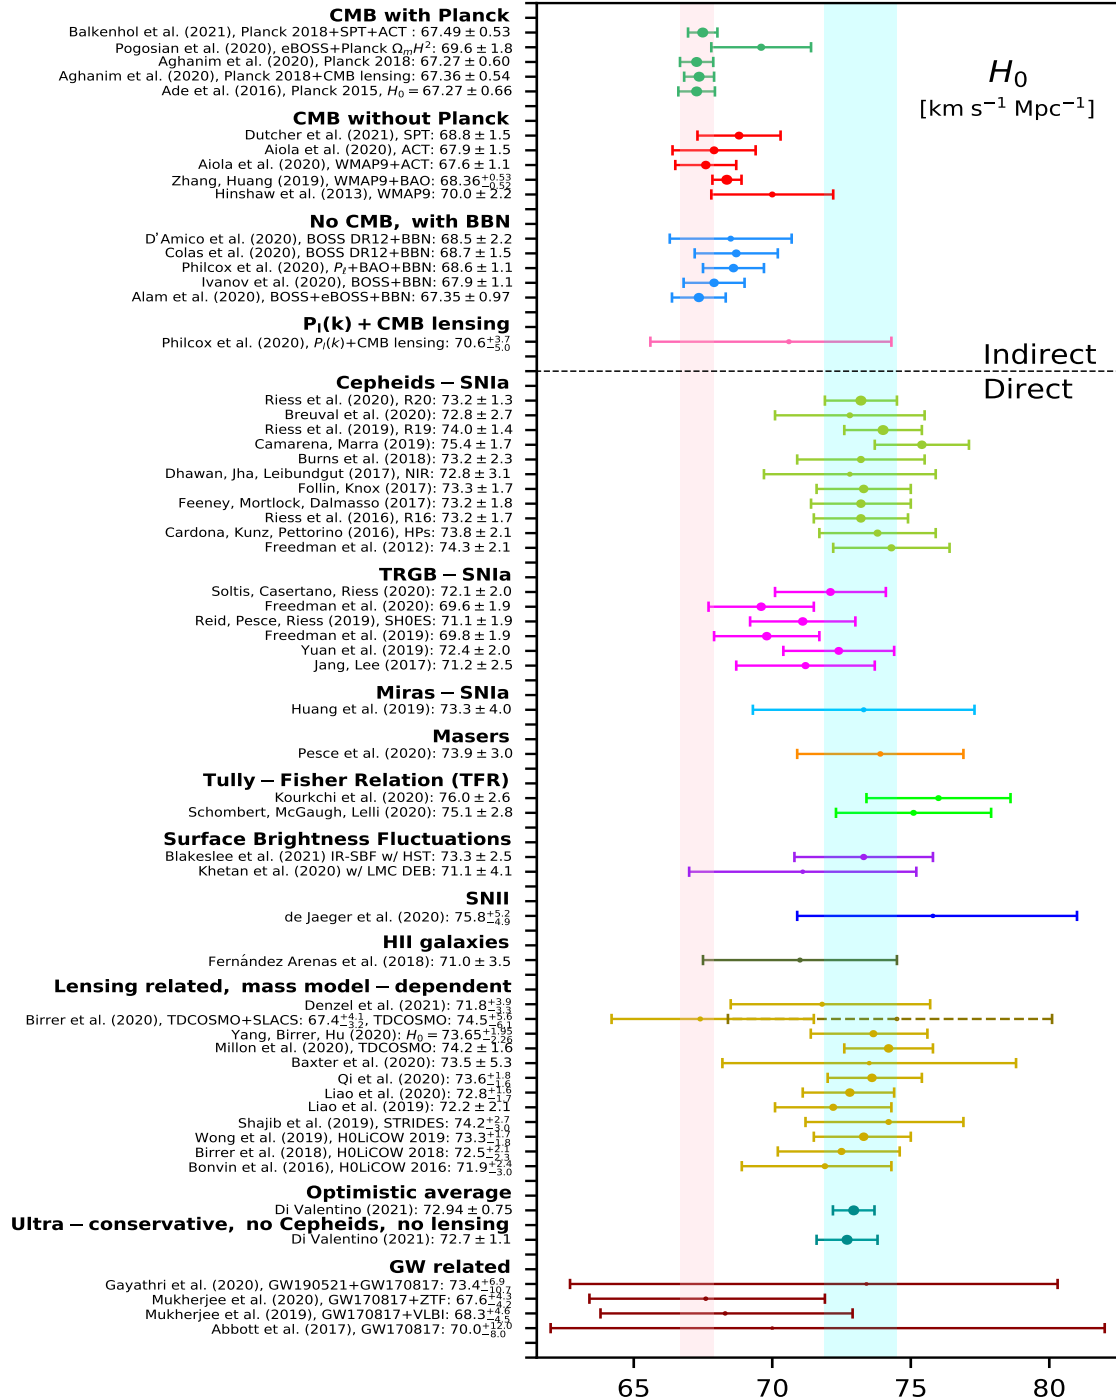 CMB with Planck
Balkenhol et al. (2021), Planck 2018+SPT+ACT : 67.49 ± 0.53
Pogosian et al. (2020), eBOSS+Planck Ω_mH²: 69.6 ± 1.8
Aghanim et al. (2020), Planck 2018: 67.27 ± 0.60
Aghanim et al. (2020), Planck 2018+CMB lensing: 67.36 ± 0.54
Ade et al. (2016), Planck 2015, H₀ = 67.27 ± 0.66
H₀
[km s⁻¹ Mpc⁻¹]
CMB without Planck
Dutcher et al. (2021), SPT: 68.8 ± 1.5
Aiola et al. (2020), ACT: 67.9 ± 1.5
Aiola et al. (2020), WMAP9+ACT: 67.6 ± 1.1
Zhang, Huang (2019), WMAP9+BAO: 68.36 +0.53 −0.52
Hinshaw et al. (2013), WMAP9: 70.0 ± 2.2
No CMB, with BBN
D'Amico et al. (2020), BOSS DR12+BBN: 68.5 ± 2.2
Colas et al. (2020), BOSS DR12+BBN: 68.7 ± 1.5
Philcox et al. (2020), P_ℓ+BAO+BBN: 68.6 ± 1.1
Ivanov et al. (2020), BOSS+BBN: 67.9 ± 1.1
Alam et al. (2020), BOSS+eBOSS+BBN: 67.35 ± 0.97
P_l(k) + CMB lensing
Philcox et al. (2020), P_l(k)+CMB lensing: 70.6 +3.7 −5.0
Indirect
Direct
Cepheids − SNIa
Riess et al. (2020), R20: 73.2 ± 1.3
Breuval et al. (2020): 72.8 ± 2.7
Riess et al. (2019), R19: 74.0 ± 1.4
Camarena, Marra (2019): 75.4 ± 1.7
Burns et al. (2018): 73.2 ± 2.3
Dhawan, Jha, Leibundgut (2017), NIR: 72.8 ± 3.1
Follin, Knox (2017): 73.3 ± 1.7
Feeney, Mortlock, Dalmasso (2017): 73.2 ± 1.8
Riess et al. (2016), R16: 73.2 ± 1.7
Cardona, Kunz, Pettorino (2016), HPs: 73.8 ± 2.1
Freedman et al. (2012): 74.3 ± 2.1
TRGB − SNIa
Soltis, Casertano, Riess (2020): 72.1 ± 2.0
Freedman et al. (2020): 69.6 ± 1.9
Reid, Pesce, Riess (2019), SH0ES: 71.1 ± 1.9
Freedman et al. (2019): 69.8 ± 1.9
Yuan et al. (2019): 72.4 ± 2.0
Jang, Lee (2017): 71.2 ± 2.5
Miras − SNIa
Huang et al. (2019): 73.3 ± 4.0
Masers
Pesce et al. (2020): 73.9 ± 3.0
Tully − Fisher Relation (TFR)
Kourkchi et al. (2020): 76.0 ± 2.6
Schombert, McGaugh, Lelli (2020): 75.1 ± 2.8
Surface Brightness Fluctuations
Blakeslee et al. (2021) IR-SBF w/ HST: 73.3 ± 2.5
Khetan et al. (2020) w/ LMC DEB: 71.1 ± 4.1
SNII
de Jaeger et al. (2020): 75.8 +5.2 −4.9
HII galaxies
Fernández Arenas et al. (2018): 71.0 ± 3.5
Lensing related, mass model − dependent
Denzel et al. (2021): 71.8 +3.9 −3.3
Birrer et al. (2020), TDCOSMO+SLACS: 67.4 +4.1 −3.2, TDCOSMO: 74.5 +5.6 −6.1
Yang, Birrer, Hu (2020): H₀ = 73.65 +1.95 −2.26
Millon et al. (2020), TDCOSMO: 74.2 ± 1.6
Baxter et al. (2020): 73.5 ± 5.3
Qi et al. (2020): 73.6 +1.8 −1.6
Liao et al. (2020): 72.8 +1.6 −1.7
Liao et al. (2019): 72.2 ± 2.1
Shajib et al. (2019), STRIDES: 74.2 +2.7 −3.0
Wong et al. (2019), H0LiCOW 2019: 73.3 +1.7 −1.8
Birrer et al. (2018), H0LiCOW 2018: 72.5 +2.1 −2.3
Bonvin et al. (2016), H0LiCOW 2016: 71.9 +2.4 −3.0
Optimistic average
Di Valentino (2021): 72.94 ± 0.75
Ultra − conservative, no Cepheids, no lensing
Di Valentino (2021): 72.7 ± 1.1
GW related
Gayathri et al. (2020), GW190521+GW170817: 73.4 +6.9 −10.7
Mukherjee et al. (2020), GW170817+ZTF: 67.6 +4.3 −4.2
Mukherjee et al. (2019), GW170817+VLBI: 68.3 +4.6 −4.5
Abbott et al. (2017), GW170817: 70.0 +12.0 −8.0
65 70 75 80